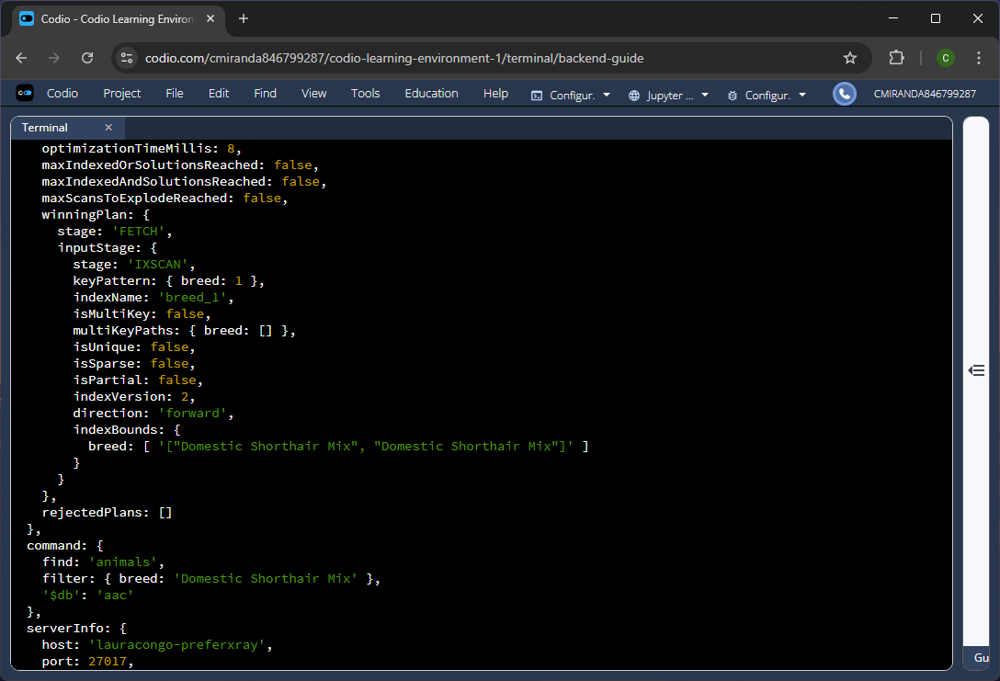 Codio - Codio Learning Environ
codio.com/cmiranda846799287/codio-learning-environment-1/terminal/backend-guide
C
Codio Project File Edit Find View Tools Education Help Configur. Jupyter ... Configur.. CMIRANDA846799287
Terminal
optimizationTimeMillis: 8,
maxIndexedOrSolutionsReached: false,
maxIndexedAndSolutionsReached: false,
maxScansToExplodeReached: false,
winningPlan: {
stage: 'FETCH',
inputStage: {
stage: 'IXSCAN',
keyPattern: { breed: 1 },
indexName: 'breed_1',
isMultiKey: false,
multiKeyPaths: { breed: [] },
isUnique: false,
isSparse: false,
isPartial: false,
indexVersion: 2,
direction: 'forward',
indexBounds: {
breed: [ '["Domestic Shorthair Mix", "Domestic Shorthair Mix"]' ]
}
}
},
rejectedPlans: []
},
command: {
find: 'animals',
filter: { breed: 'Domestic Shorthair Mix' },
'$db': 'aac'
},
serverInfo: {
host: 'lauracongo-preferxray',
port: 27017,
Gu